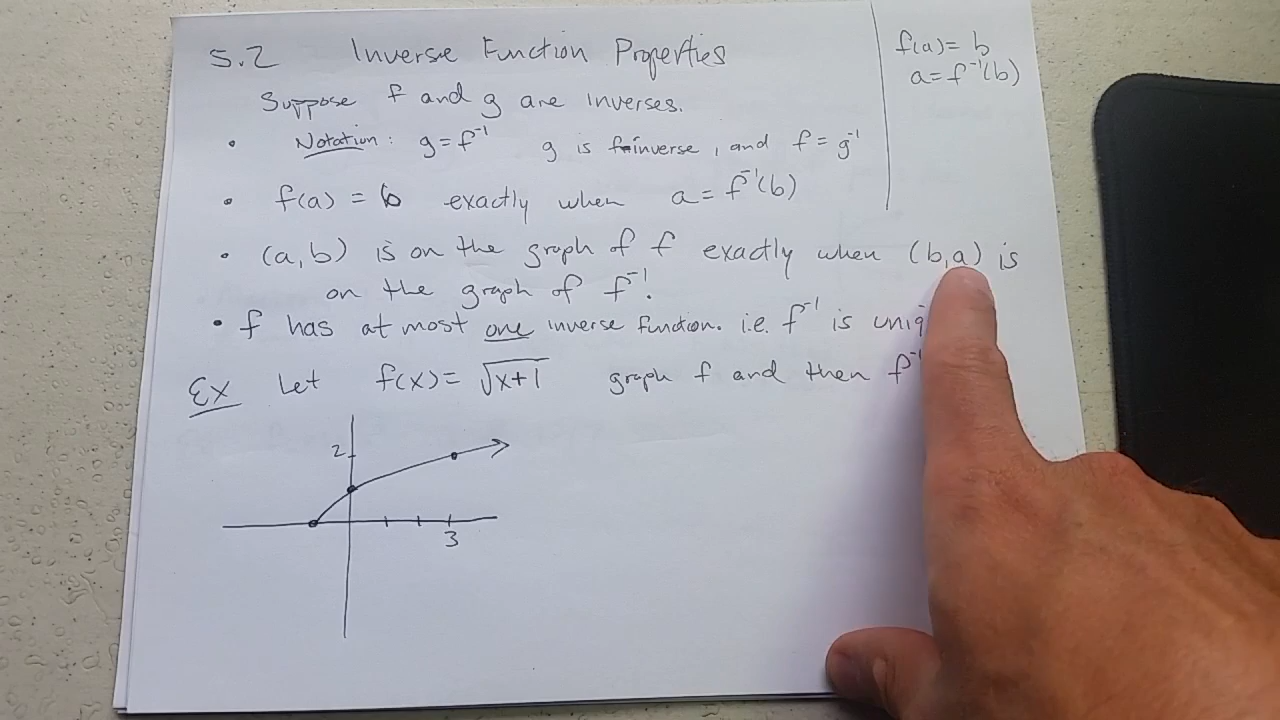 5.2 Inverse Function Properties
f(a) = b
a = f⁻¹(b)
Suppose f and g are inverses.
• Notation: g = f⁻¹ g is f-inverse, and f = g⁻¹
• f(a) = b exactly when a = f⁻¹(b)
• (a,b) is on the graph of f exactly when (b,a) is
on the graph of f⁻¹.
• f has at most one inverse function. i.e. f⁻¹ is uniq
Ex Let f(x) = √x+1 graph f and then f⁻¹
2
3